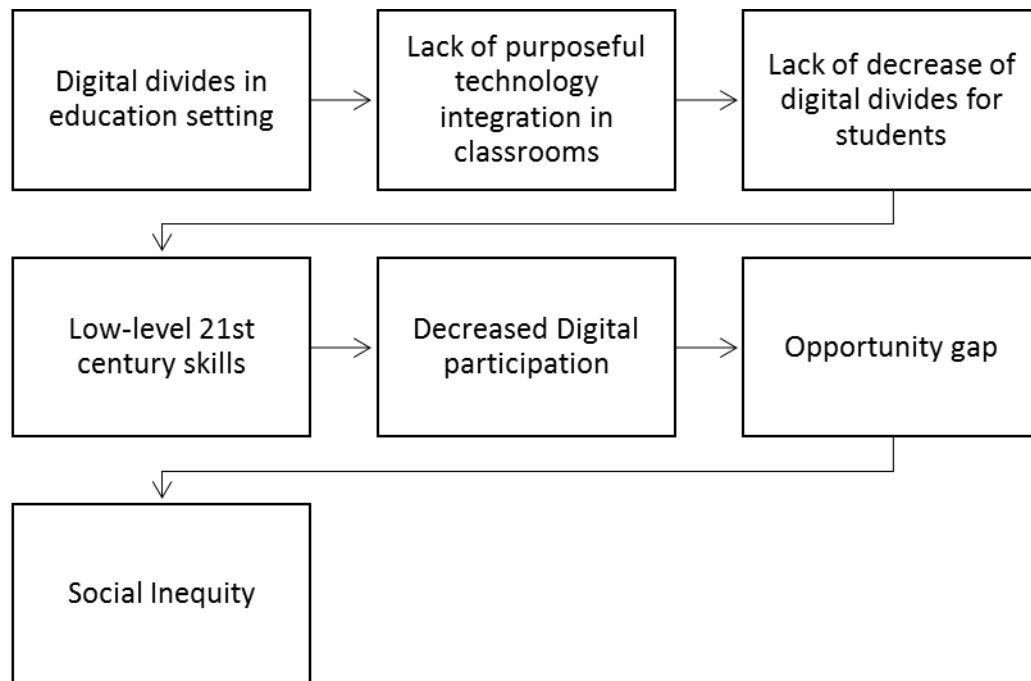 Digital divides in
education setting
Lack of purposeful
technology
integration in
classrooms
Lack of decrease of
digital divides for
students
Low-level 21st
century skills
Decreased Digital
participation
Opportunity gap
Social Inequity